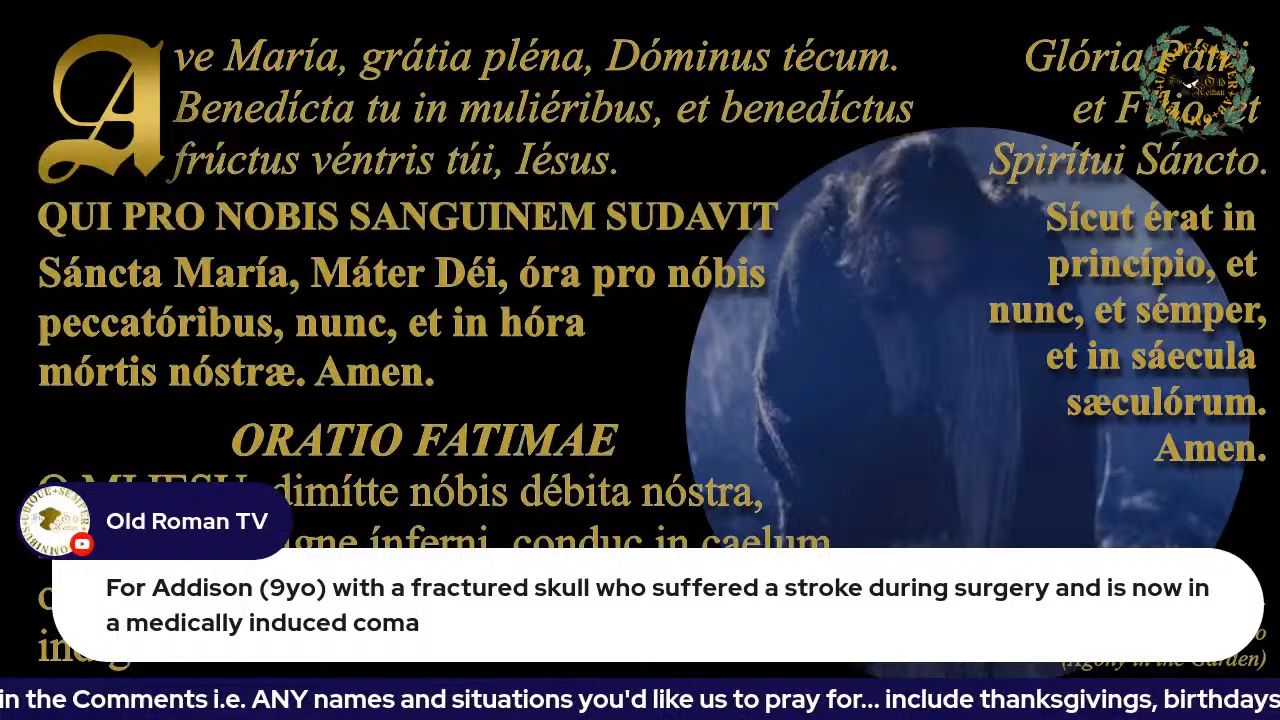 Ave María, grátia pléna, Dóminus técum.
Benedícta tu in muliéribus, et benedíctus
frúctus véntris túi, Iésus.
QUI PRO NOBIS SANGUINEM SUDAVIT
Sáncta María, Máter Déi, óra pro nóbis
peccatóribus, nunc, et in hóra
mórtis nóstræ. Amen.
Glória
et
Spirítui Sáncto.
Sícut érat in
princípio, et
nunc, et sémper,
et in sáecula
sæculórum.
Amen.
ORATIO FATIMAE
dimítte nóbis débita nóstra,
ínferni, conduc in caelum
Old Roman TV
For Addison (9yo) with a fractured skull who suffered a stroke during surgery and is now in
a medically induced coma
(Agony in the Garden)
in the Comments i.e. ANY names and situations you'd like us to pray for... include thanksgivings, birthdays